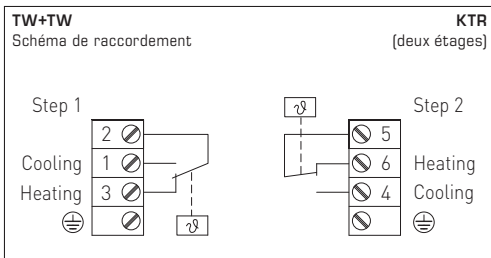 TW+TW KTR
Schéma de raccordement (deux étages)
Step 1 ϑ Step 2
2 5
Cooling 1 6 Heating
Heating 3 4 Cooling
ϑ